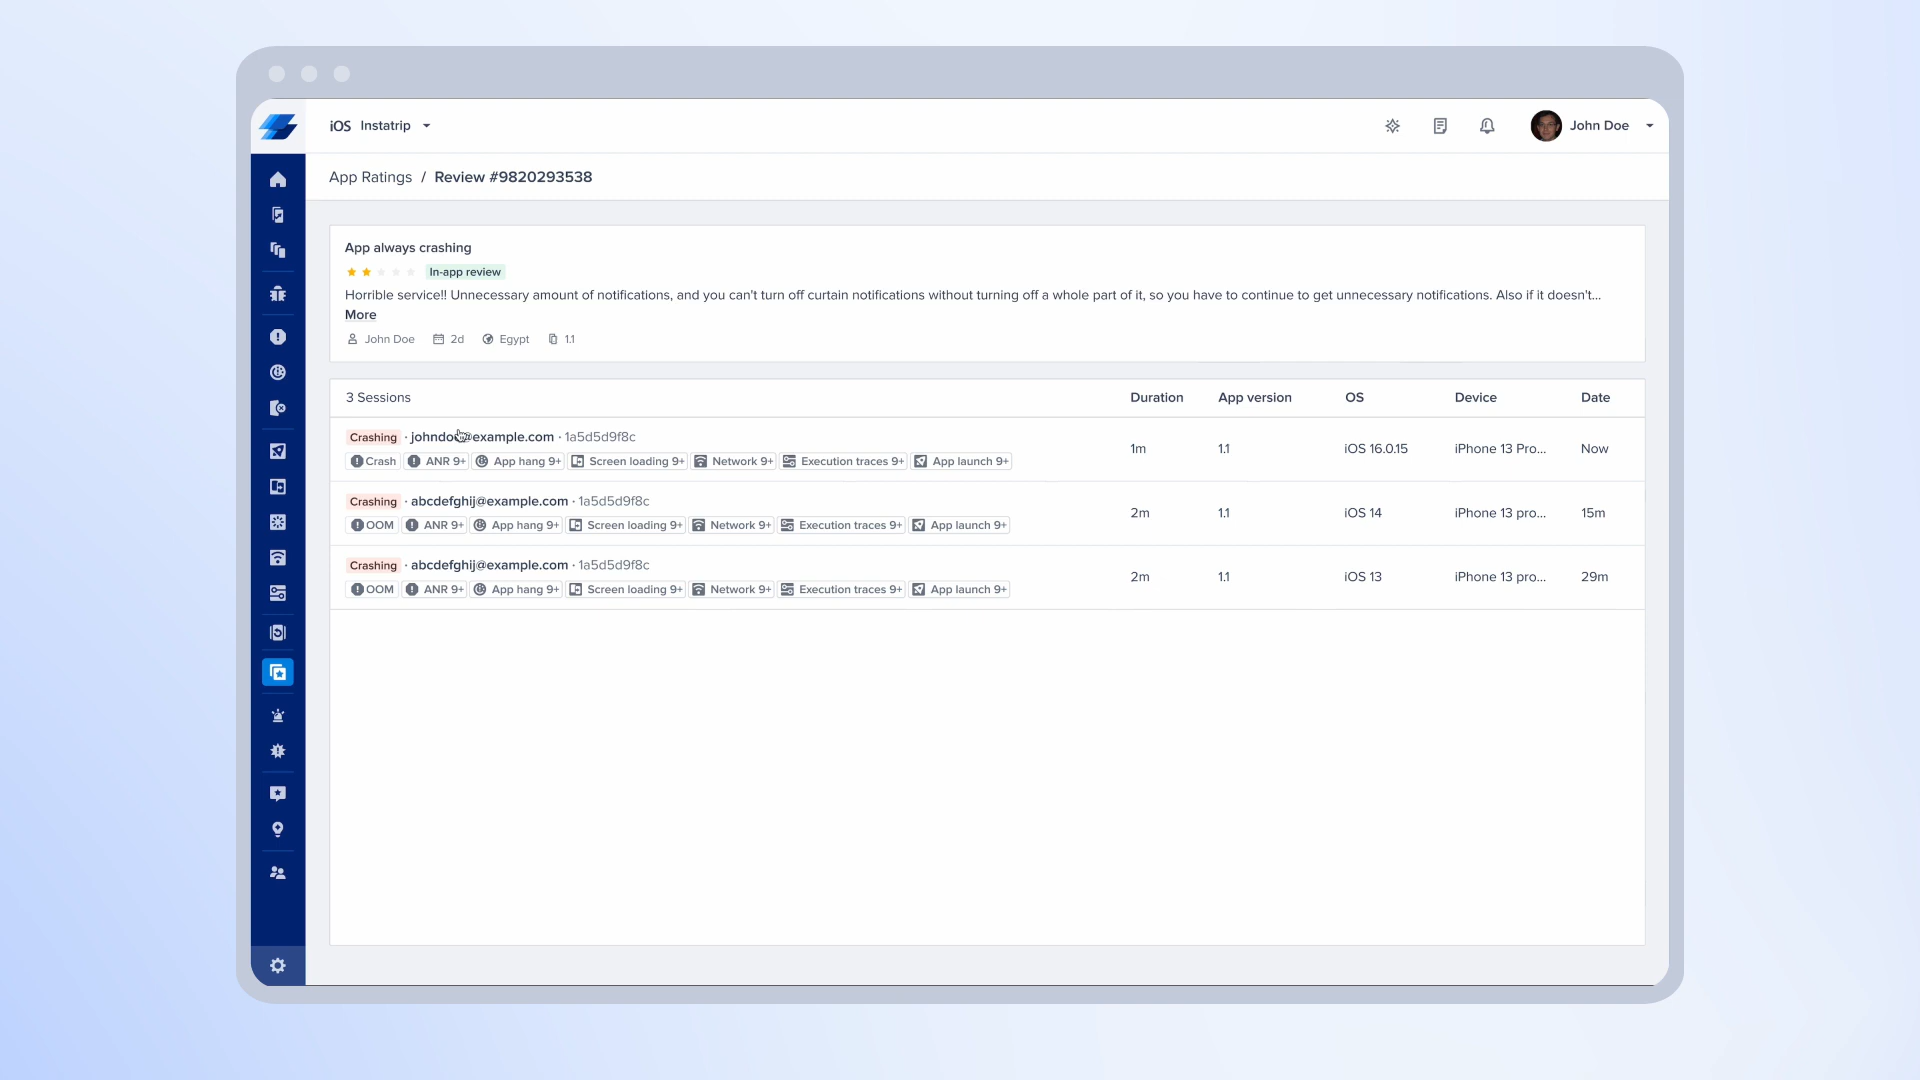 iOS Instatrip
John Doe
App Ratings / Review #9820293538
App always crashing
In-app review
Horrible service!! Unnecessary amount of notifications, and you can't turn off curtain notifications without turning off a whole part of it, so you have to continue to get unnecessary notifications. Also if it doesn't...
More
John Doe 2d Egypt 1.1
3 Sessions Duration App version OS Device Date
Crashing · johndoe@example.com · 1a5d5d9f8c
Crash ANR 9+ App hang 9+ Screen loading 9+ Network 9+ Execution traces 9+ App launch 9+
1m 1.1 iOS 16.0.15 iPhone 13 Pro... Now
Crashing · abcdefghij@example.com · 1a5d5d9f8c
OOM ANR 9+ App hang 9+ Screen loading 9+ Network 9+ Execution traces 9+ App launch 9+
2m 1.1 iOS 14 iPhone 13 pro... 15m
Crashing · abcdefghij@example.com · 1a5d5d9f8c
OOM ANR 9+ App hang 9+ Screen loading 9+ Network 9+ Execution traces 9+ App launch 9+
2m 1.1 iOS 13 iPhone 13 pro... 29m